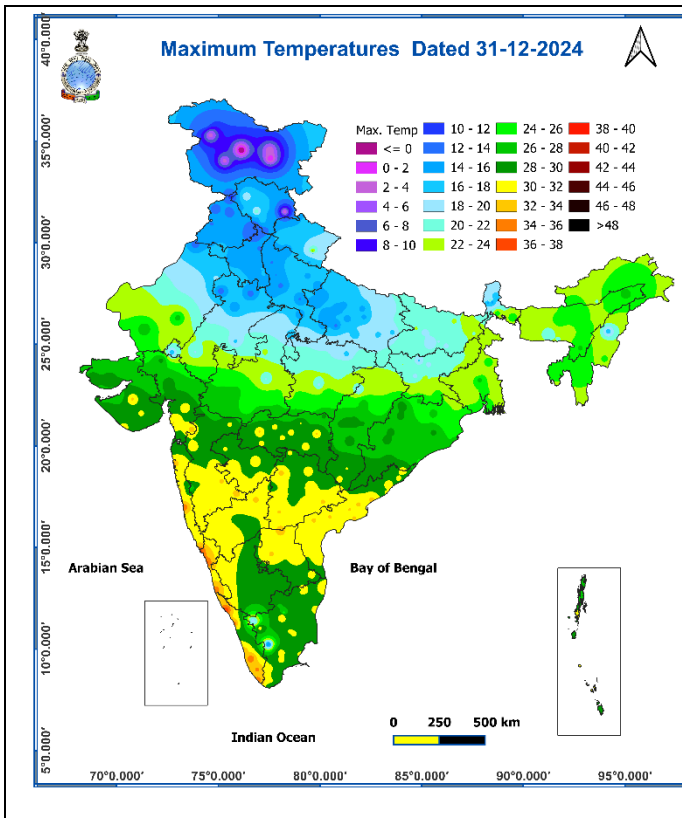 Maximum Temperatures Dated 31-12-2024
Max. Temp
<= 0
0 - 2
2 - 4
4 - 6
6 - 8
8 - 10
10 - 12
12 - 14
14 - 16
16 - 18
18 - 20
20 - 22
22 - 24
24 - 26
26 - 28
28 - 30
30 - 32
32 - 34
34 - 36
36 - 38
38 - 40
40 - 42
42 - 44
44 - 46
46 - 48
>48
40°0.000'
35°0.000'
30°0.000'
25°0.000'
20°0.000'
15°0.000'
10°0.000'
5°0.000'
Arabian Sea
Bay of Bengal
Indian Ocean
0 250 500 km
70°0.000' 75°0.000' 80°0.000' 85°0.000' 90°0.000' 95°0.000'